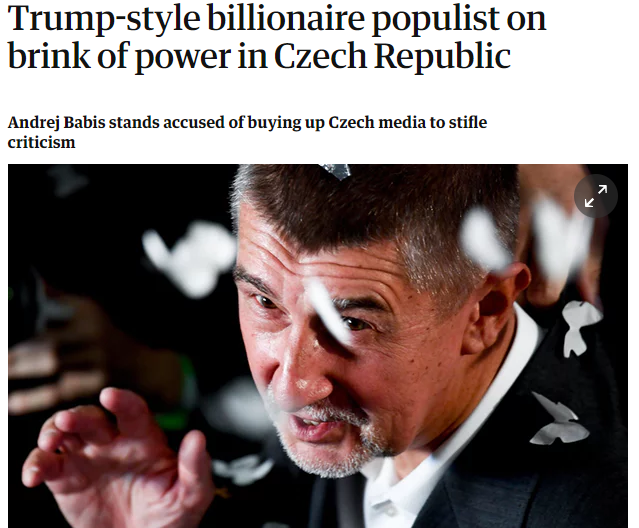 Trump-style billionaire populist on
brink of power in Czech Republic
Andrej Babis stands accused of buying up Czech media to stifle
criticism